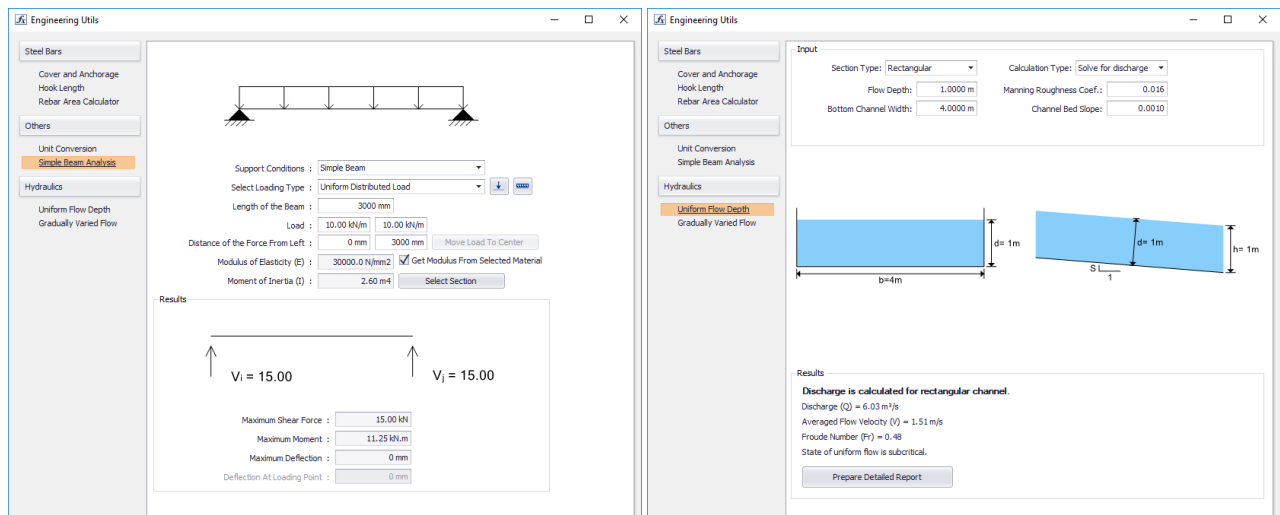 Engineering Utils
Steel Bars
Cover and Anchorage
Hook Length
Rebar Area Calculator
Others
Unit Conversion
Simple Beam Analysis
Hydraulics
Uniform Flow Depth
Gradually Varied Flow
Support Conditions : Simple Beam
Select Loading Type : Uniform Distributed Load
Length of the Beam : 3000 mm
Load : 10.00 kN/m 10.00 kN/m
Distance of the Force From Left : 0 mm 3000 mm Move Load To Center
Modulus of Elasticity (E) : 30000.0 N/mm2 Get Modulus From Selected Material
Moment of Inertia (I) : 2.60 m4 Select Section
Results
Vi = 15.00 Vj = 15.00
Maximum Shear Force : 15.00 kN
Maximum Moment : 11.25 kN.m
Maximum Deflection : 0 mm
Deflection At Loading Point : 0 mm
Engineering Utils
Steel Bars
Cover and Anchorage
Hook Length
Rebar Area Calculator
Others
Unit Conversion
Simple Beam Analysis
Hydraulics
Uniform Flow Depth
Gradually Varied Flow
Input
Section Type: Rectangular Calculation Type: Solve for discharge
Flow Depth: 1.0000 m Manning Roughness Coef.: 0.016
Bottom Channel Width: 4.0000 m Channel Bed Slope: 0.0010
d= 1m
b=4m
d= 1m
h= 1m
S
1
Results
Discharge is calculated for rectangular channel.
Discharge (Q) = 6.03 m³/s
Averaged Flow Velocity (V) = 1.51 m/s
Froude Number (Fr) = 0.48
State of uniform flow is subcritical.
Prepare Detailed Report